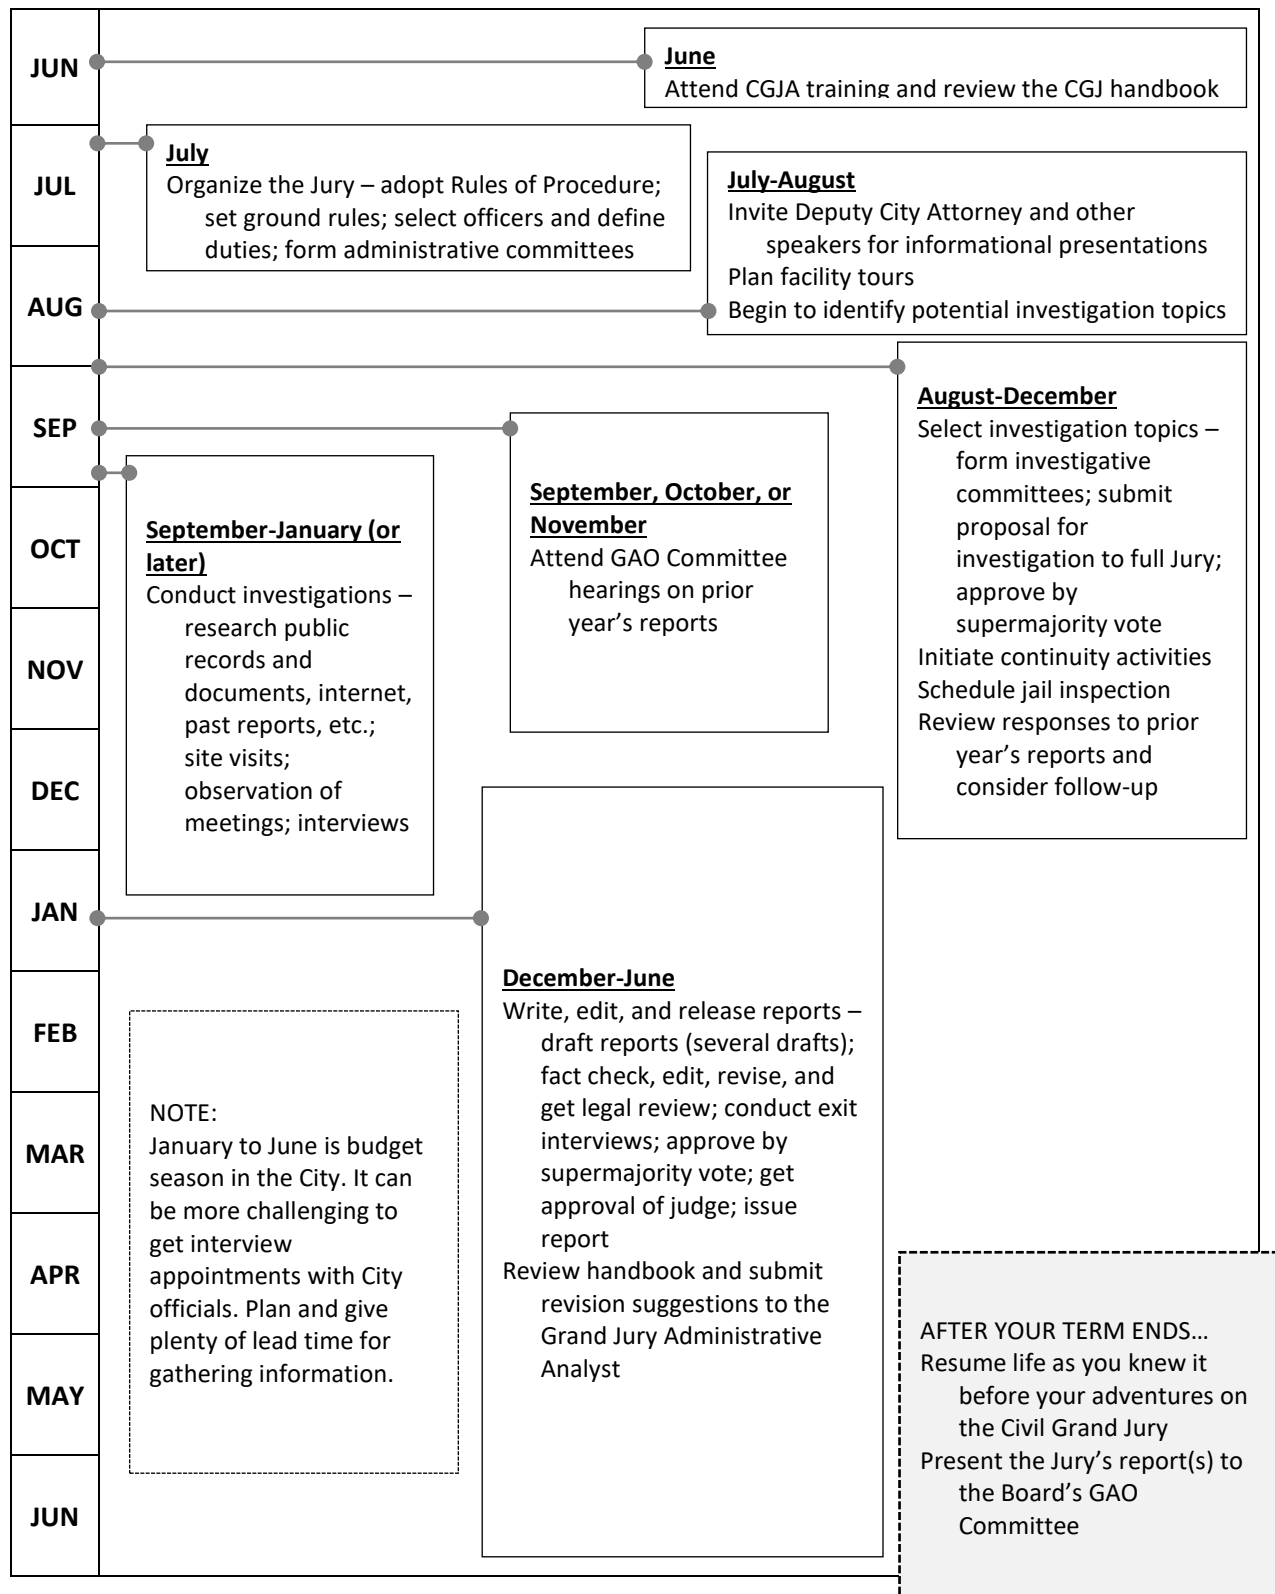 JUN
June
Attend CGJA training and review the CGJ handbook
JUL
July
Organize the Jury – adopt Rules of Procedure;
set ground rules; select officers and define
duties; form administrative committees
July-August
Invite Deputy City Attorney and other
speakers for informational presentations
Plan facility tours
Begin to identify potential investigation topics
AUG
August-December
Select investigation topics –
form investigative
committees; submit
proposal for
investigation to full Jury;
approve by
supermajority vote
Initiate continuity activities
Schedule jail inspection
Review responses to prior
year’s reports and
consider follow-up
SEP
September, October, or
November
Attend GAO Committee
hearings on prior
year’s reports
September-January (or
later)
Conduct investigations –
research public
records and
documents, internet,
past reports, etc.;
site visits;
observation of
meetings; interviews
OCT
NOV
DEC
JAN
December-June
Write, edit, and release reports –
draft reports (several drafts);
fact check, edit, revise, and
get legal review; conduct exit
interviews; approve by
supermajority vote; get
approval of judge; issue
report
Review handbook and submit
revision suggestions to the
Grand Jury Administrative
Analyst
FEB
NOTE:
January to June is budget
season in the City. It can
be more challenging to
get interview
appointments with City
officials. Plan and give
plenty of lead time for
gathering information.
MAR
APR
MAY
JUN
AFTER YOUR TERM ENDS…
Resume life as you knew it
before your adventures on
the Civil Grand Jury
Present the Jury’s report(s) to
the Board’s GAO
Committee